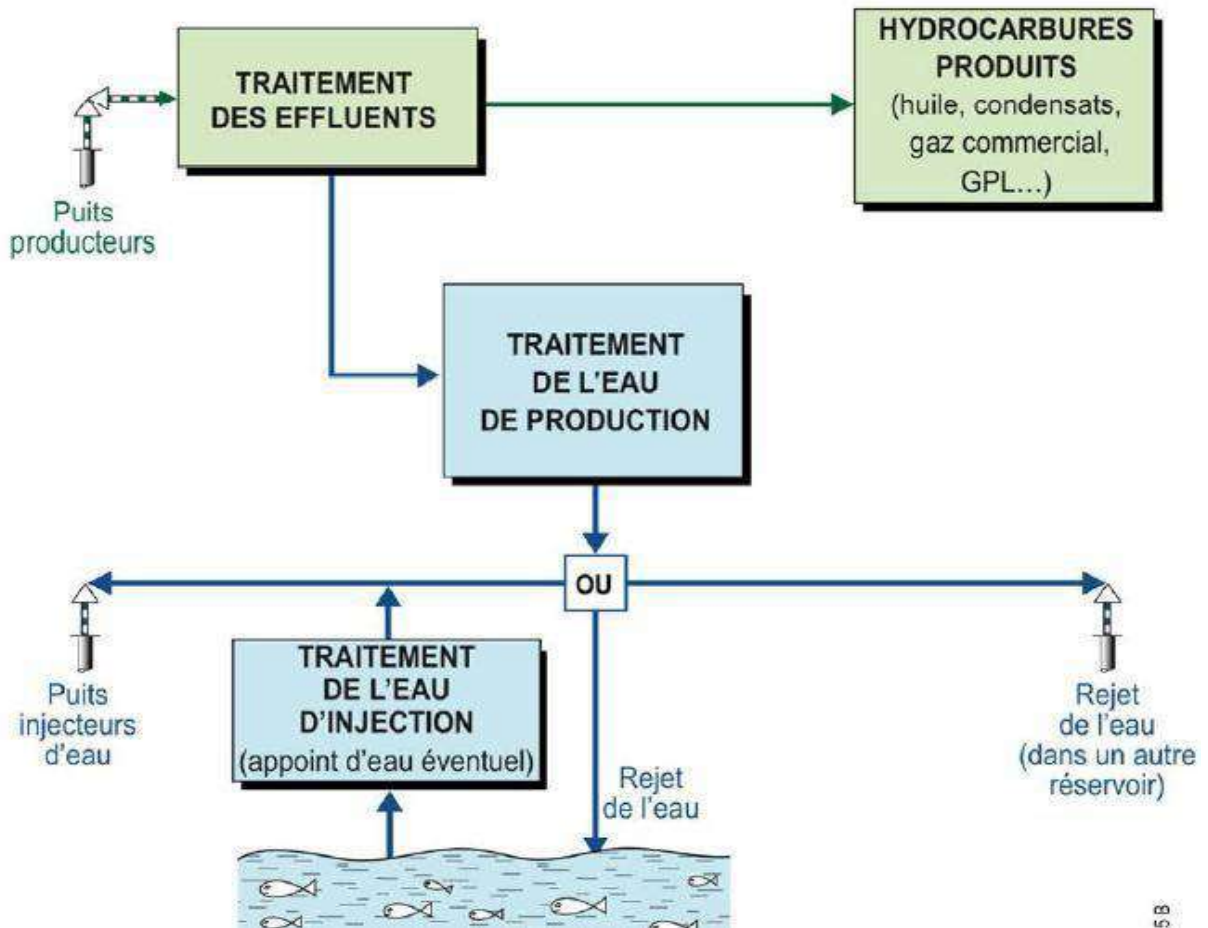 TRAITEMENT
DES EFFLUENTS
HYDROCARBURES
PRODUITS
(huile, condensats,
gaz commercial,
GPL...)
Puits
producteurs
TRAITEMENT
DE L'EAU
DE PRODUCTION
OU
Puits
injecteurs
d'eau
TRAITEMENT
DE L'EAU
D'INJECTION
(appoint d'eau éventuel)
Rejet
de l'eau
Rejet
de l'eau
(dans un autre
réservoir)
5 B